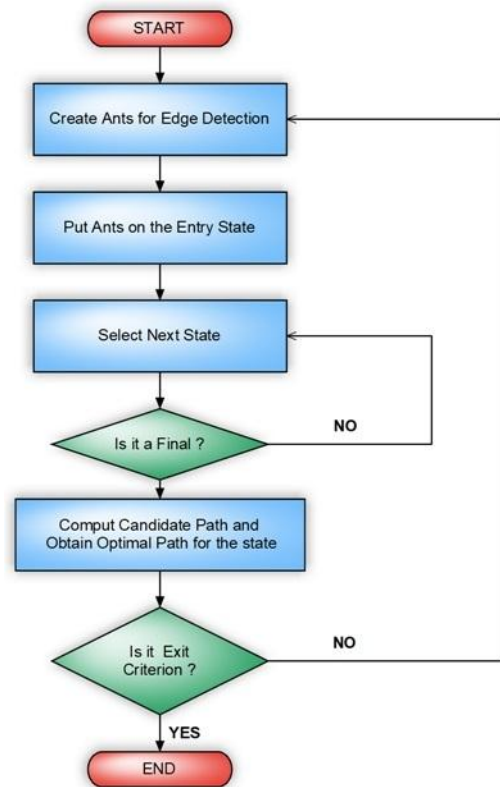 START
Create Ants for Edge Detection
Put Ants on the Entry State
Select Next State
Is it a Final ?
NO
Comput Candidate Path and
Obtain Optimal Path for the state
Is it Exit
Criterion ?
NO
YES
END